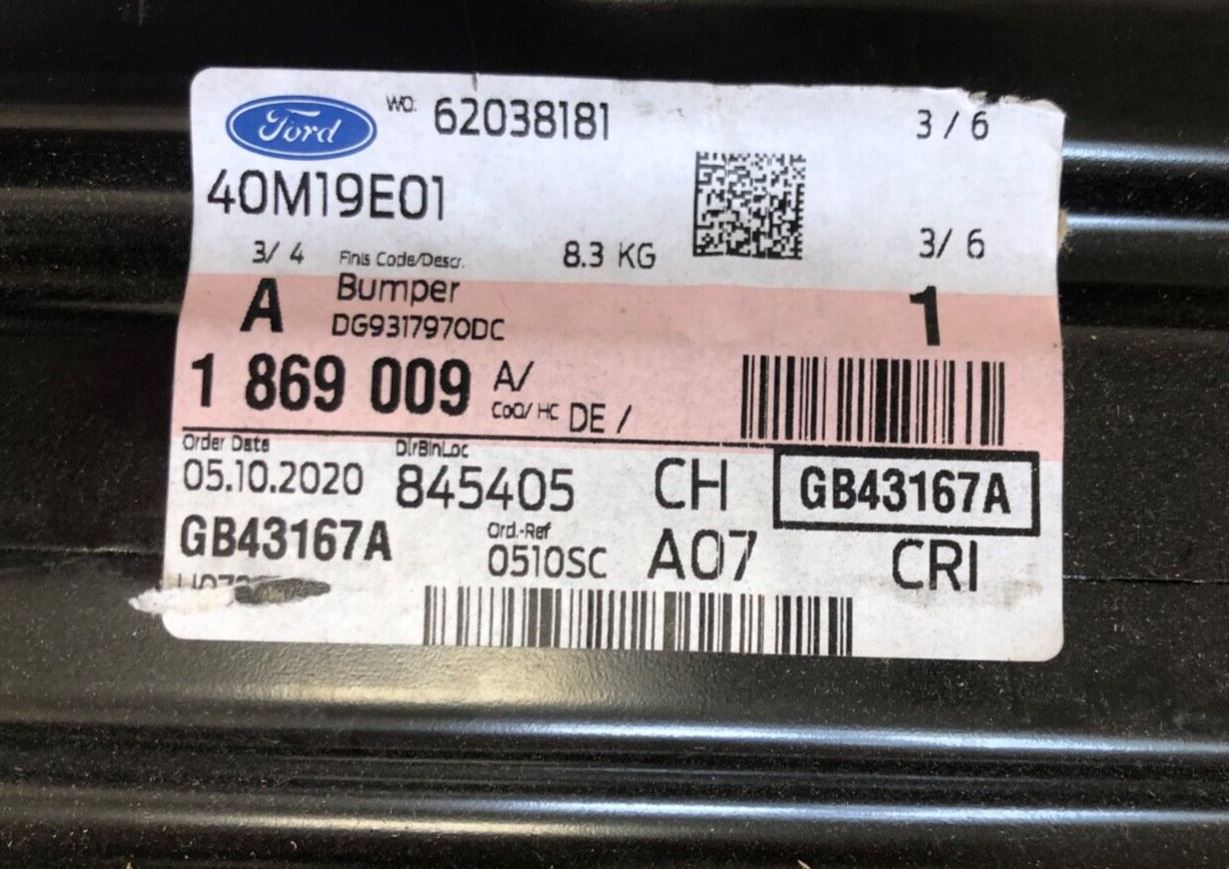 Ford WO: 62038181 3 / 6
40M19E01
3/ 4 Finis Code/Descr. 8.3 KG 3/ 6
A Bumper 1
DG9317970DC
1 869 009 A/
CoO/ HC DE /
Order Date DlrBinLoc
05.10.2020 845405 CH GB43167A
GB43167A Ord.-Ref
0510SC A07 CRI